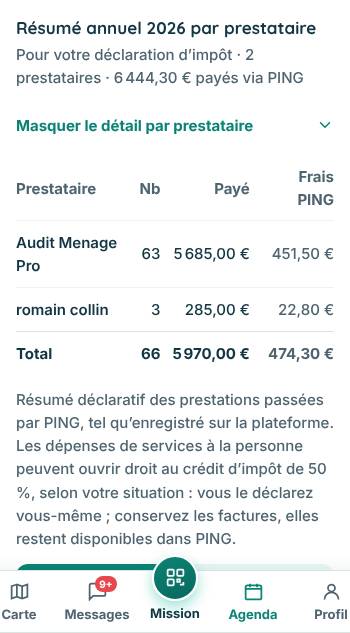 Résumé annuel 2026 par prestataire
Pour votre déclaration d’impôt · 2
prestataires · 6 444,30 € payés via PING
Masquer le détail par prestataire
Prestataire Nb Payé Frais PING
Audit Menage Pro 63 5 685,00 € 451,50 €
romain collin 3 285,00 € 22,80 €
Total 66 5 970,00 € 474,30 €
Résumé déclaratif des prestations passées
par PING, tel qu’enregistré sur la plateforme.
Les dépenses de services à la personne
peuvent ouvrir droit au crédit d’impôt de 50
%, selon votre situation : vous le déclarez
vous-même ; conservez les factures, elles
restent disponibles dans PING.
9+
Carte Messages Mission Agenda Profil